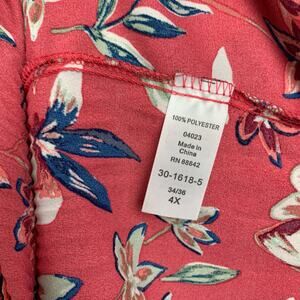 100% POLYESTER
04023
Made in
China
RN 88842
30-1618-5
34/36
4X